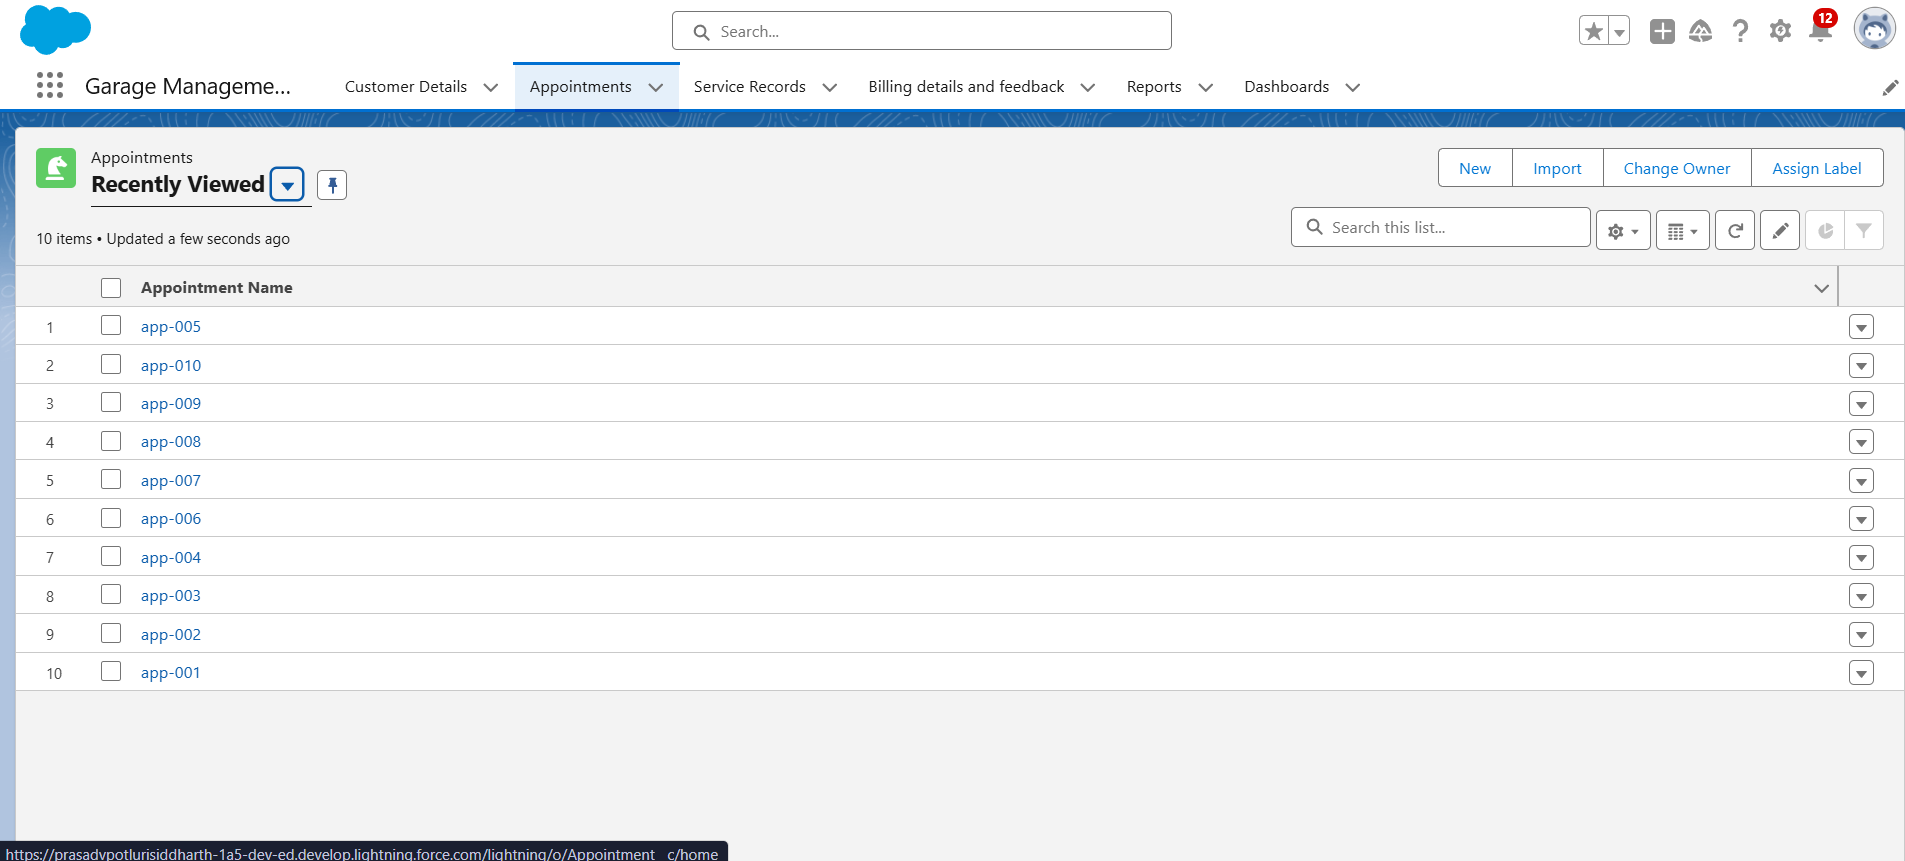 Search...
12
Garage Manageme...
Customer Details
Appointments
Service Records
Billing details and feedback
Reports
Dashboards
Appointments
Recently Viewed
New
Import
Change Owner
Assign Label
10 items • Updated a few seconds ago
Search this list...
Appointment Name
1 app-005
2 app-010
3 app-009
4 app-008
5 app-007
6 app-006
7 app-004
8 app-003
9 app-002
10 app-001
https://prasadvpotlurisiddharth-1a5-dev-ed.develop.lightning.force.com/lightning/o/Appointment__c/home